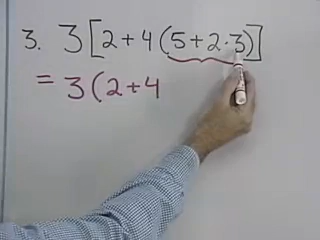 3. 3[2+4(5+2·3)]
= 3(2+4